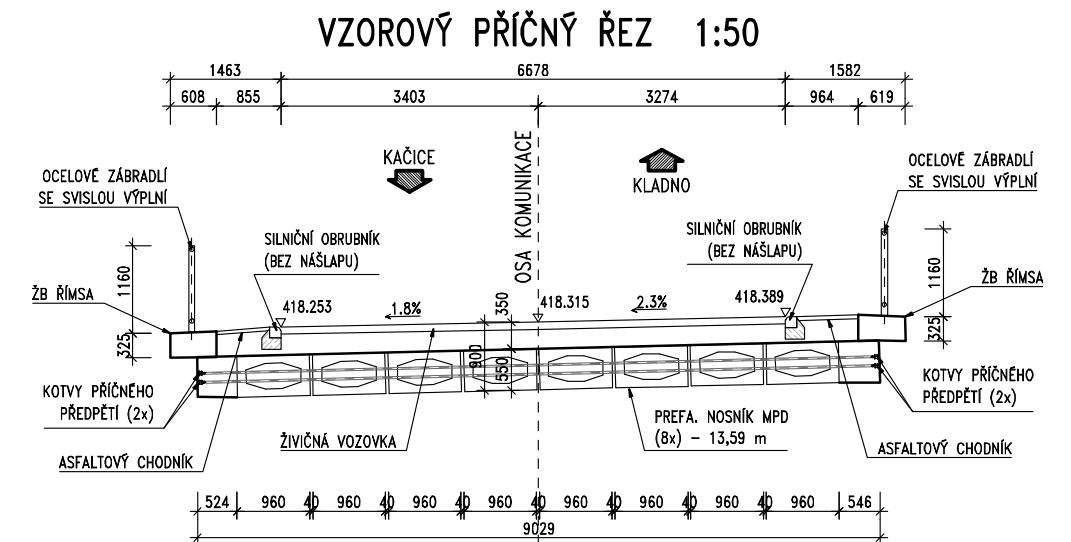 VZOROVÝ PŘÍČNÝ ŘEZ 1:50
1463 6678 1582
608 855 3403 3274 964 619
KAČICE
KLADNO
OSA KOMUNIKACE
OCELOVÉ ZÁBRADLÍ
SE SVISLOU VÝPLNÍ
OCELOVÉ ZÁBRADLÍ
SE SVISLOU VÝPLNÍ
SILNIČNÍ OBRUBNÍK
(BEZ NÁŠLAPU)
SILNIČNÍ OBRUBNÍK
(BEZ NÁŠLAPU)
1160
1160
ŽB ŘÍMSA
ŽB ŘÍMSA
418.253
1.8%
350
418.315
2.3%
418.389
325
325
900
550
KOTVY PŘÍČNÉHO
PŘEDPĚTÍ (2x)
KOTVY PŘÍČNÉHO
PŘEDPĚTÍ (2x)
ŽIVIČNÁ VOZOVKA
PREFA. NOSNÍK MPD
(8x) – 13,59 m
ASFALTOVÝ CHODNÍK
ASFALTOVÝ CHODNÍK
524 960 40 960 40 960 40 960 40 960 40 960 40 960 40 960 546
9029